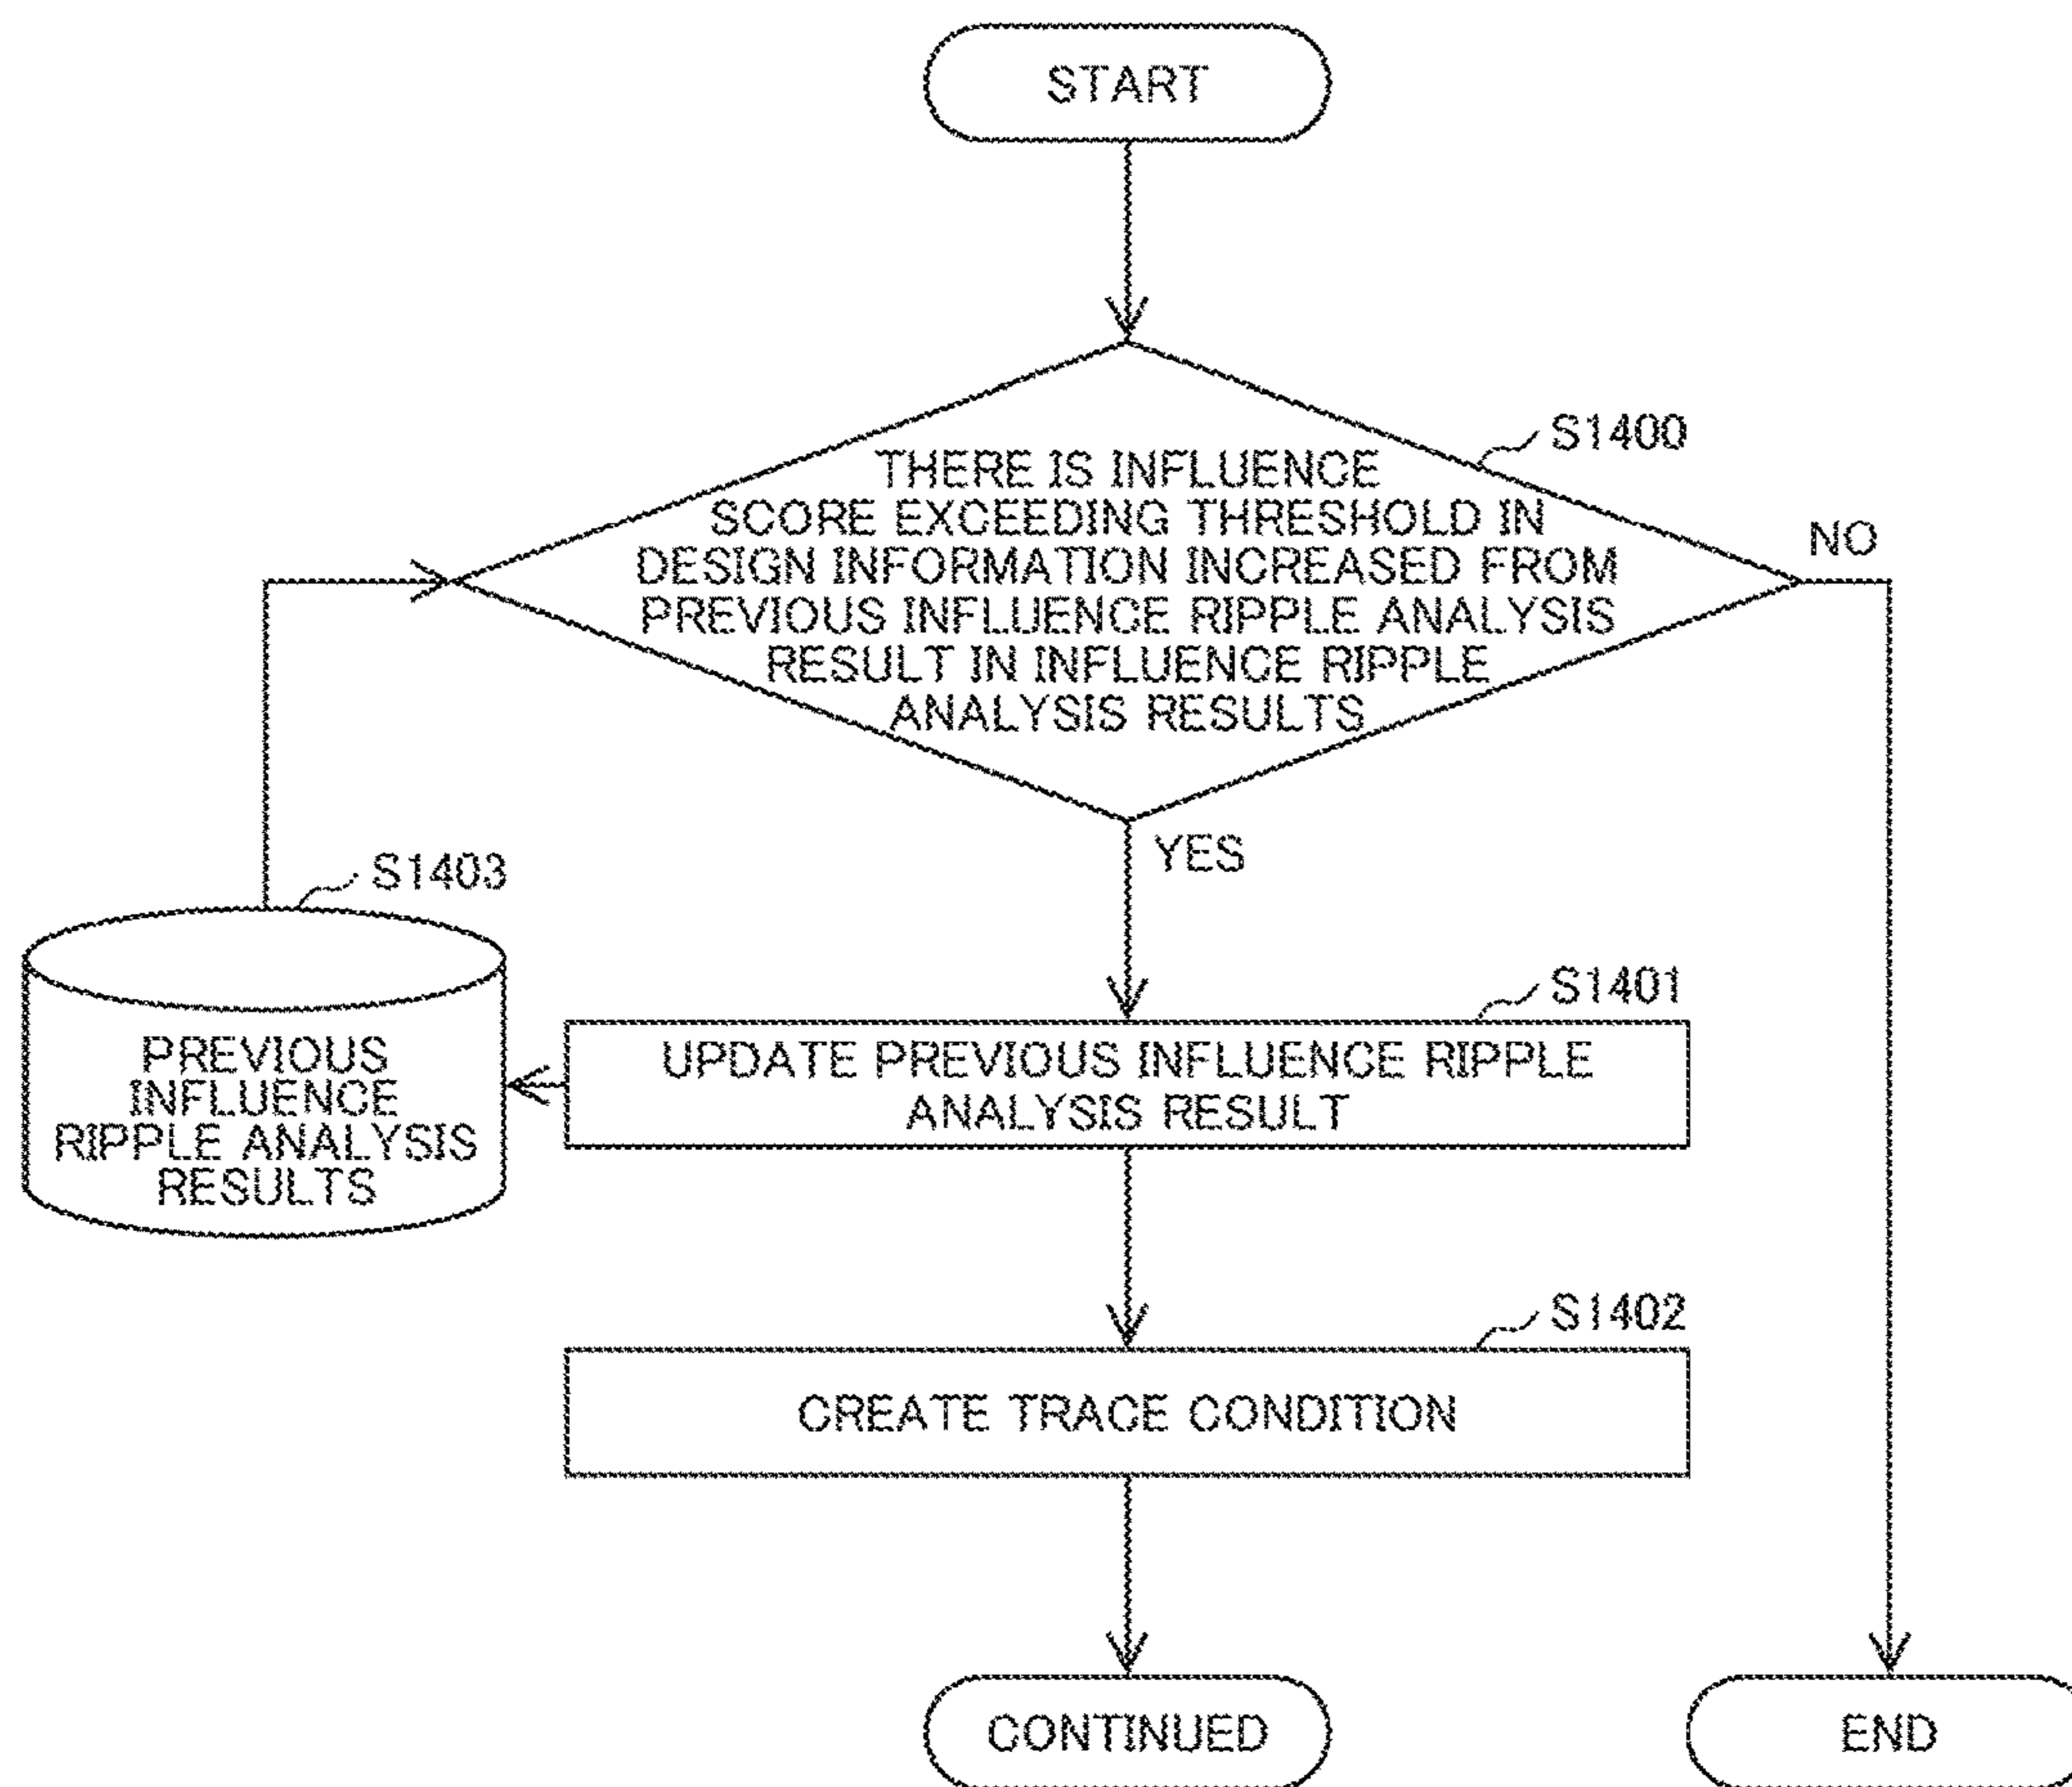 START
S1400
THERE IS INFLUENCE
SCORE EXCEEDING THRESHOLD IN
DESIGN INFORMATION INCREASED FROM
PREVIOUS INFLUENCE RIPPLE ANALYSIS
RESULT IN INFLUENCE RIPPLE
ANALYSIS RESULTS
NO
YES
S1403
PREVIOUS
INFLUENCE
RIPPLE ANALYSIS
RESULTS
S1401
UPDATE PREVIOUS INFLUENCE RIPPLE
ANALYSIS RESULT
S1402
CREATE TRACE CONDITION
CONTINUED
END